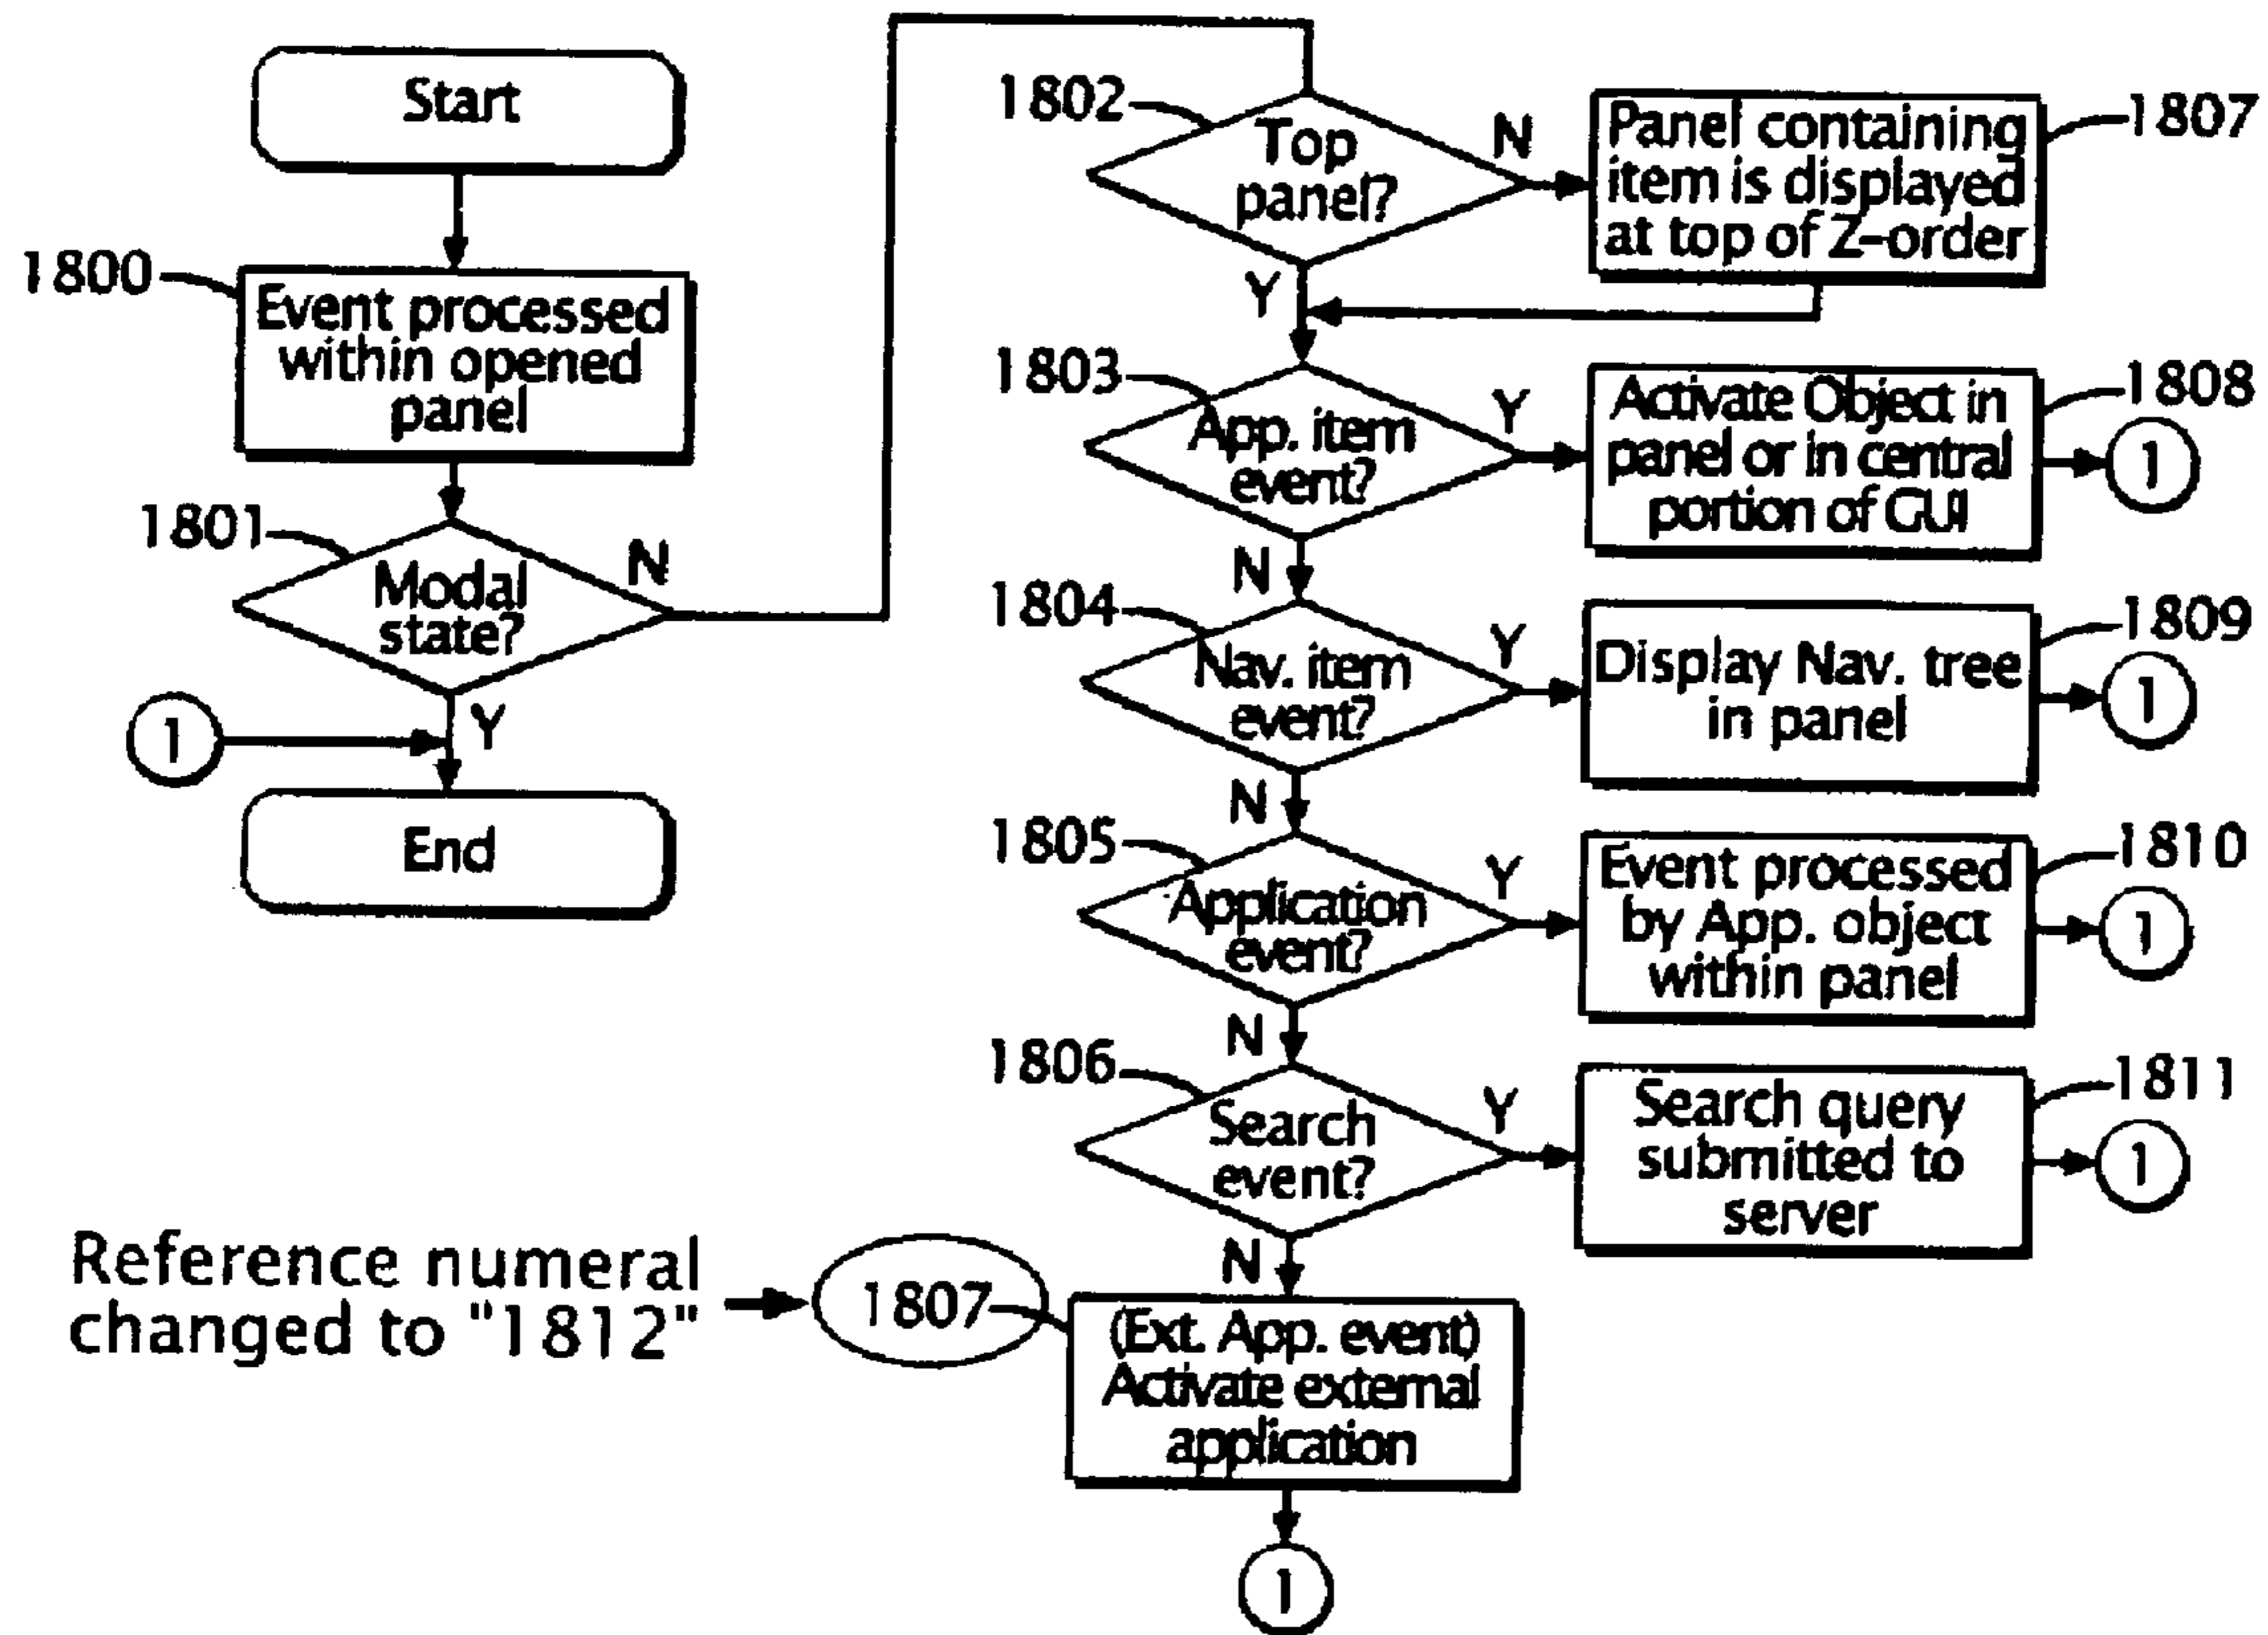 Start
1800
Event processed
within opened
panel
1801
Modal
state?
N
Y
1
End
1802
Top
panel?
N
Y
Panel containing
item is displayed
at top of Z-order
1807
1803
App. item
event?
Y
N
Activate Object in
panel or in central
portion of GUI
1808
1
1804
Nav. item
event?
Y
N
Display Nav. tree
in panel
1809
1
1805
Application
event?
Y
N
Event processed
by App. object
within panel
1810
1
1806
Search
event?
Y
N
Search query
submitted to
server
1811
1
Reference numeral
changed to "1812"
1807
(Ext. App. event)
Activate external
application
1